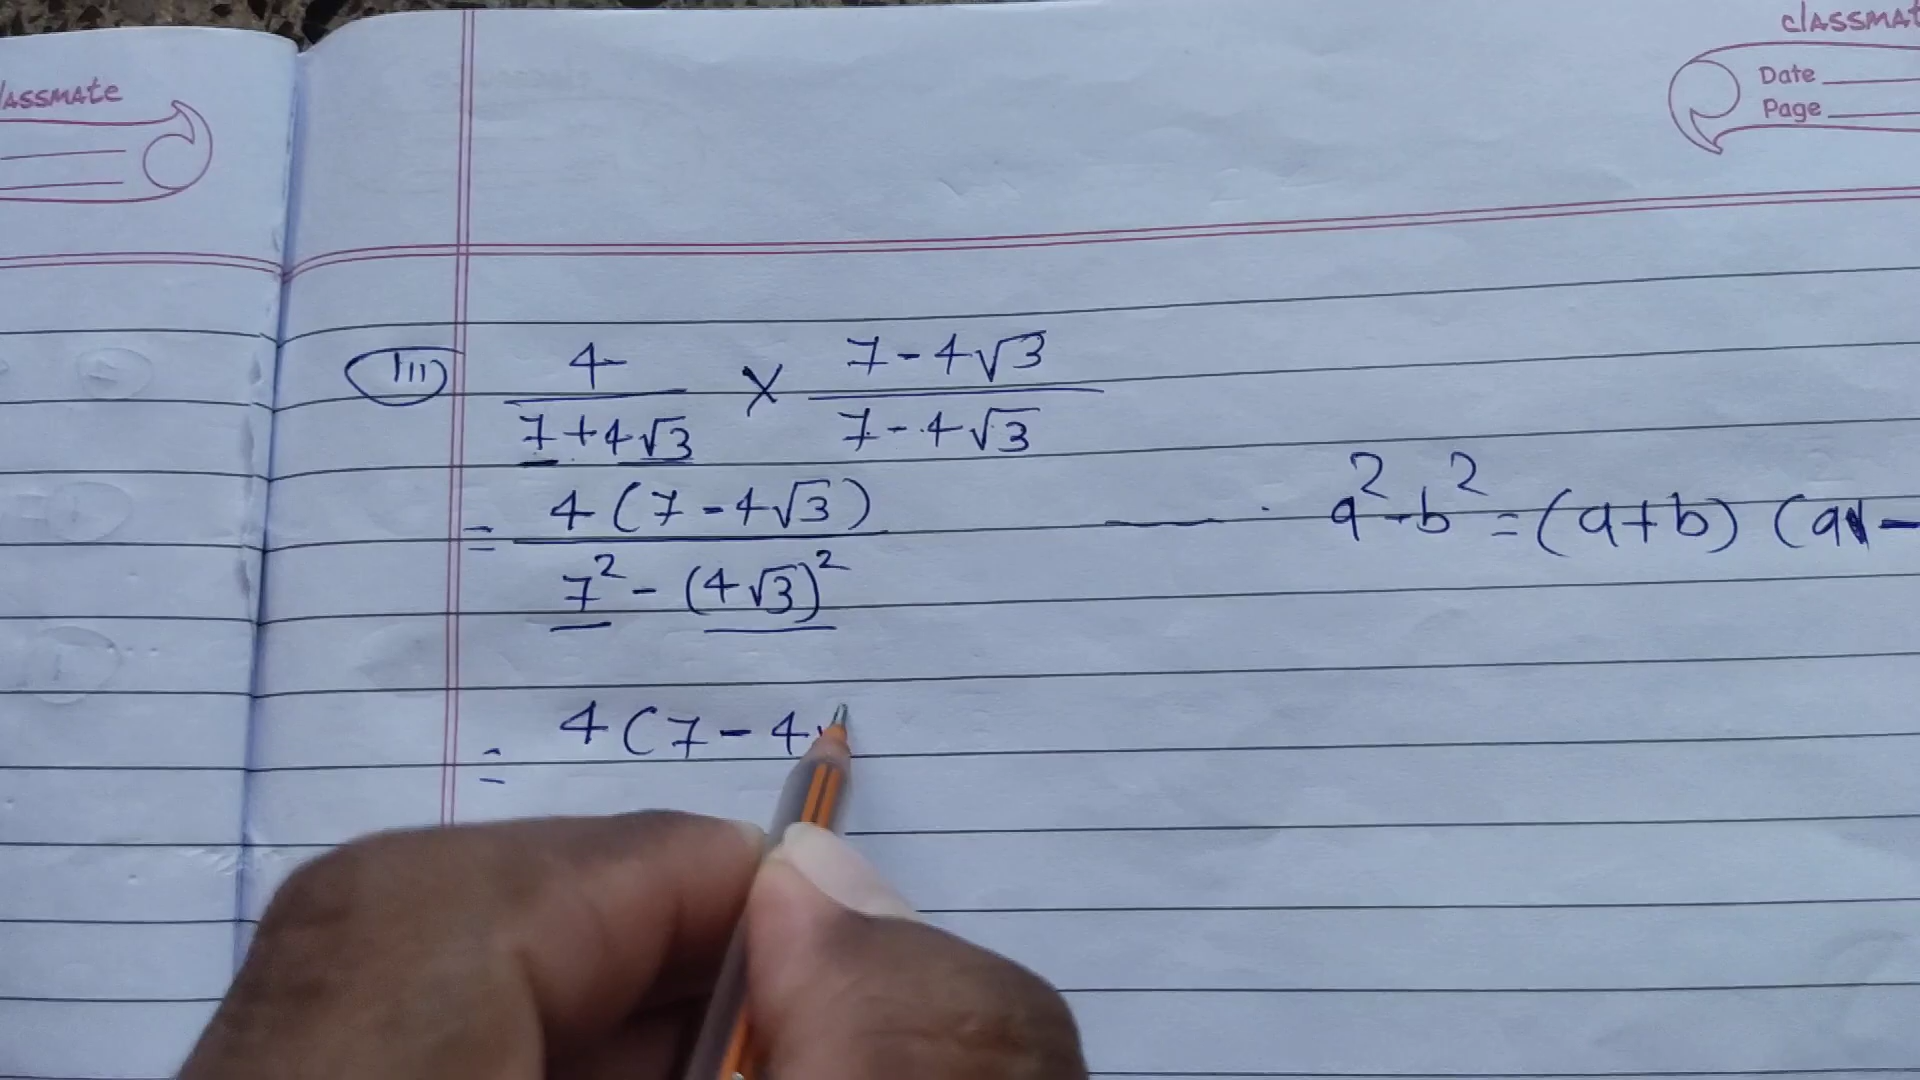 classmate
classmat
Date
Page
(iii) 4 / 7+4√3 × 7-4√3 / 7-4√3
= 4(7-4√3) / 7² - (4√3)²
a²-b² = (a+b) (a-
= 4(7-4